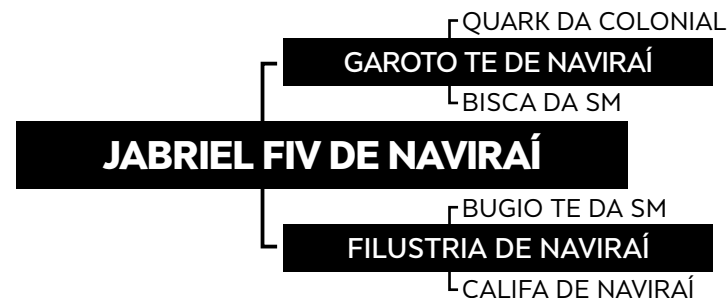 QUARK DA COLONIAL
GAROTO TE DE NAVIRAÍ
BISCA DA SM
JABRIEL FIV DE NAVIRAÍ
BUGIO TE DA SM
FILUSTRIA DE NAVIRAÍ
CALIFA DE NAVIRAÍ